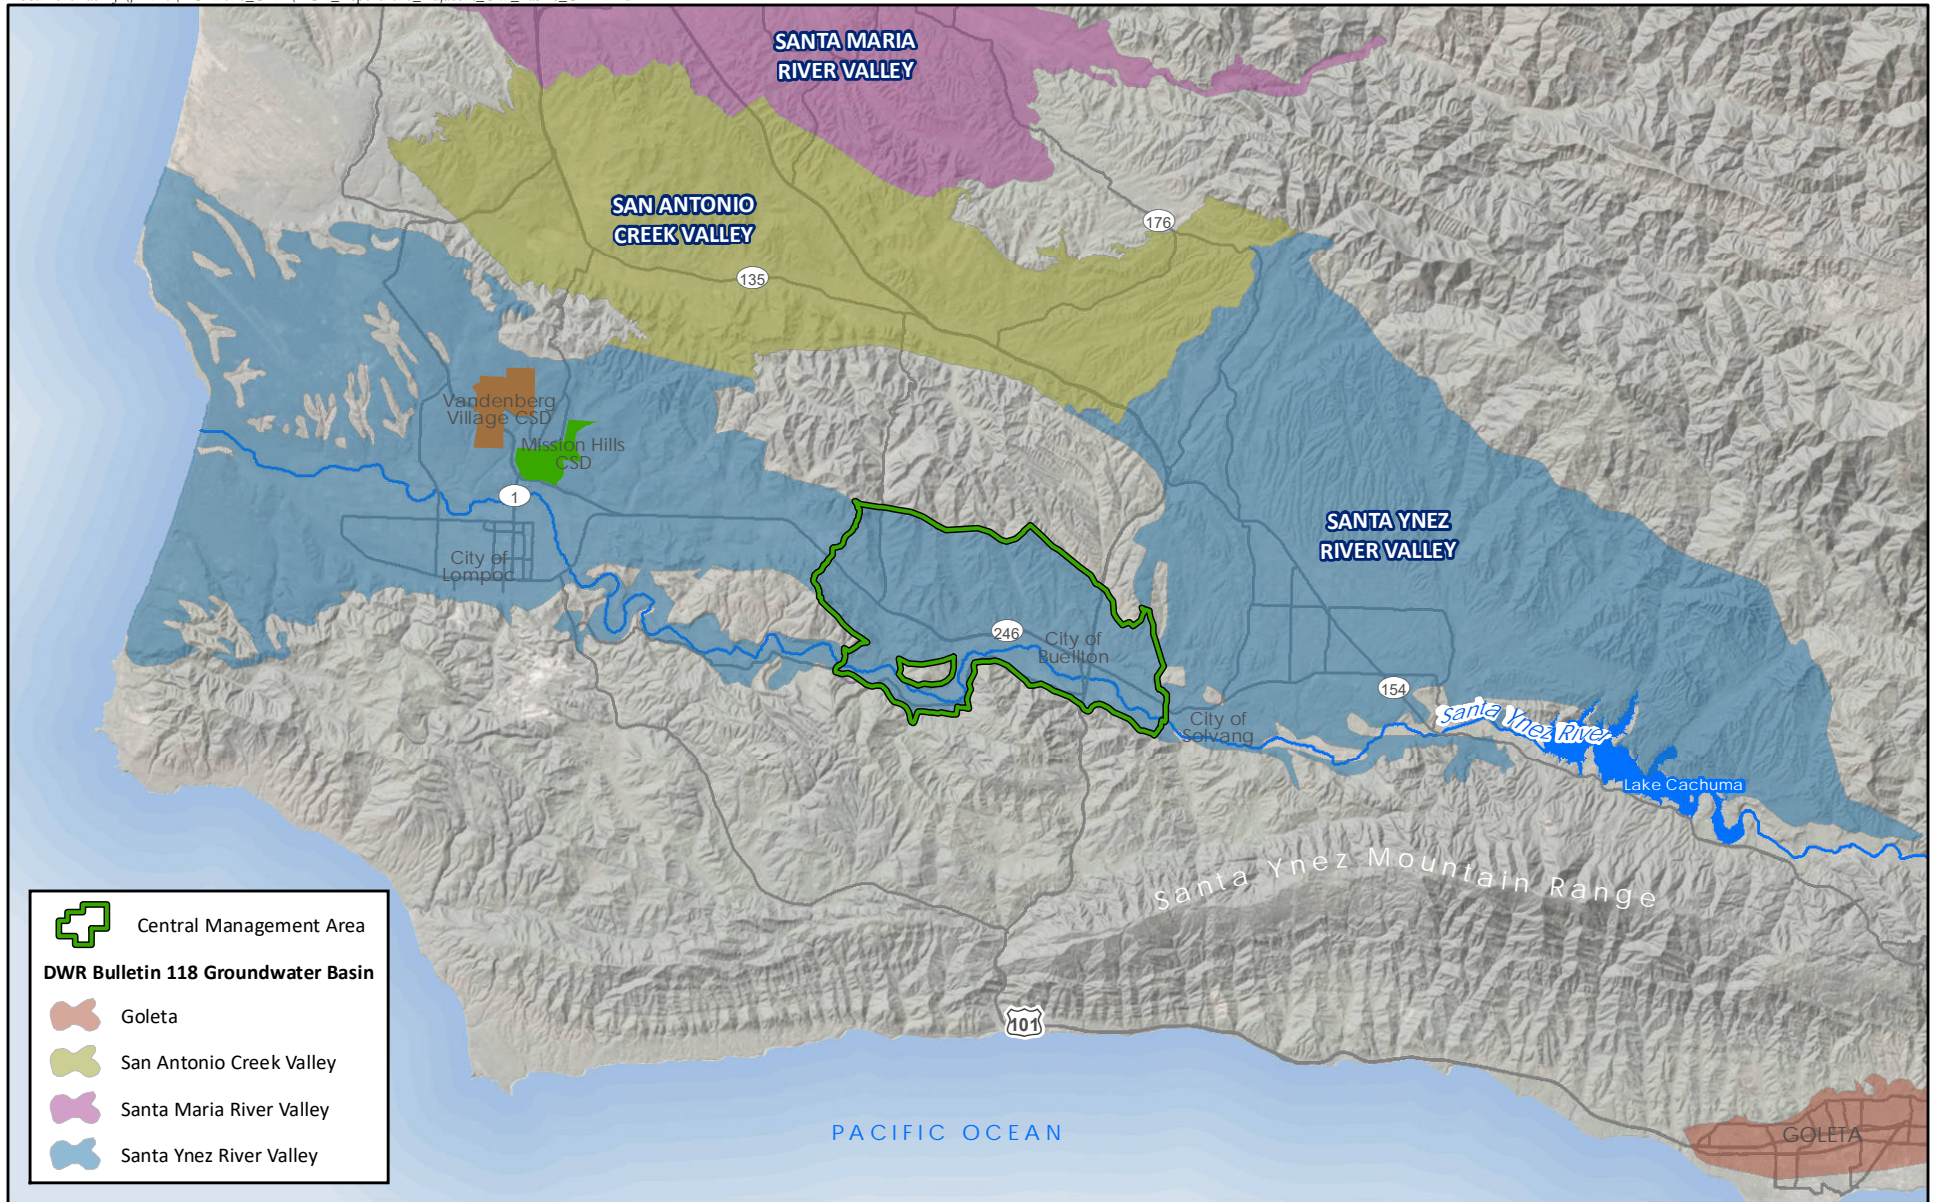 SANTA MARIA
RIVER VALLEY
SAN ANTONIO
CREEK VALLEY
176
135
Vandenberg
Village CSD
Mission Hills
CSD
1
SANTA YNEZ
RIVER VALLEY
City of
Lompoc
246
City of
Buellton
154
City of
Solvang
Santa Ynez River
Lake Cachuma
Santa Ynez Mountain Range
Central Management Area
DWR Bulletin 118 Groundwater Basin
Goleta
San Antonio Creek Valley
Santa Maria River Valley
Santa Ynez River Valley
101
PACIFIC OCEAN
GOLETA